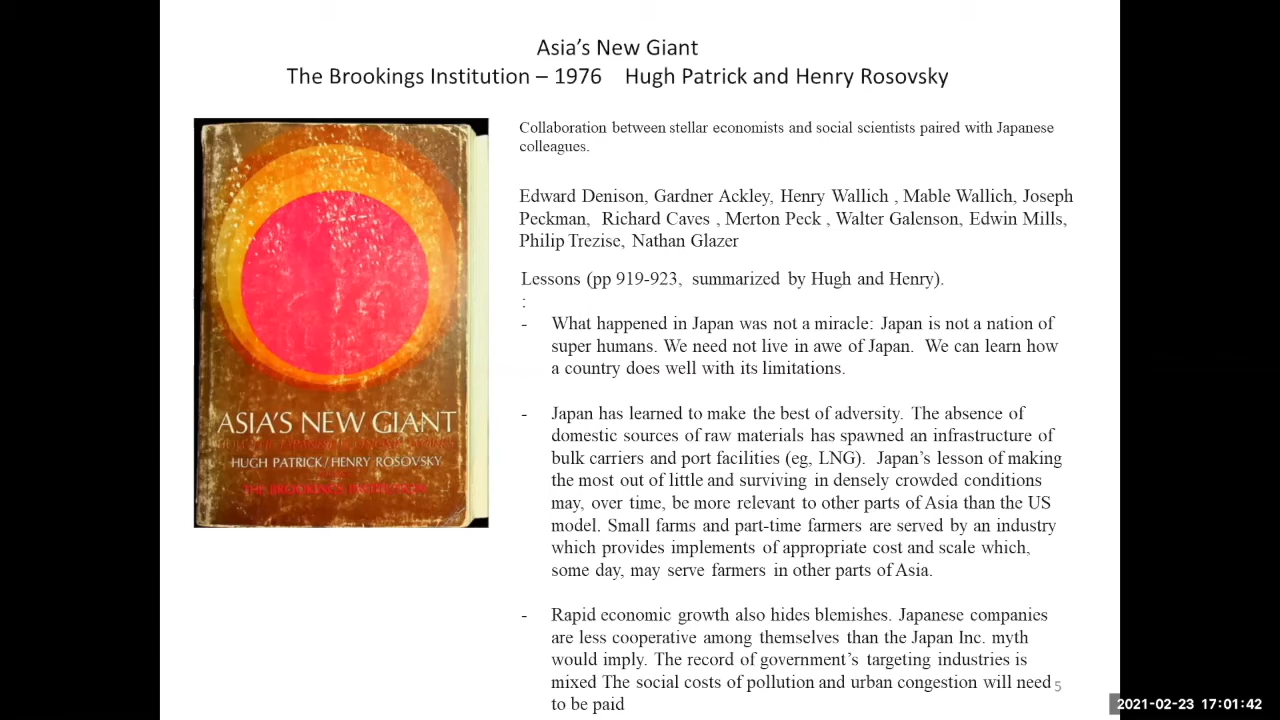 Asia's New Giant
The Brookings Institution – 1976 Hugh Patrick and Henry Rosovsky
ASIA'S NEW GIANT
HUGH PATRICK/HENRY ROSOVSKY
THE BROOKINGS INSTITUTION
Collaboration between stellar economists and social scientists paired with Japanese
colleagues.
Edward Denison, Gardner Ackley, Henry Wallich , Mable Wallich, Joseph
Peckman, Richard Caves , Merton Peck , Walter Galenson, Edwin Mills,
Philip Trezise, Nathan Glazer
Lessons (pp 919-923, summarized by Hugh and Henry).
:
- What happened in Japan was not a miracle: Japan is not a nation of
super humans. We need not live in awe of Japan. We can learn how
a country does well with its limitations.
- Japan has learned to make the best of adversity. The absence of
domestic sources of raw materials has spawned an infrastructure of
bulk carriers and port facilities (eg, LNG). Japan's lesson of making
the most out of little and surviving in densely crowded conditions
may, over time, be more relevant to other parts of Asia than the US
model. Small farms and part-time farmers are served by an industry
which provides implements of appropriate cost and scale which,
some day, may serve farmers in other parts of Asia.
- Rapid economic growth also hides blemishes. Japanese companies
are less cooperative among themselves than the Japan Inc. myth
would imply. The record of government's targeting industries is
mixed The social costs of pollution and urban congestion will need
to be paid
5
2021-02-23 17:01:42